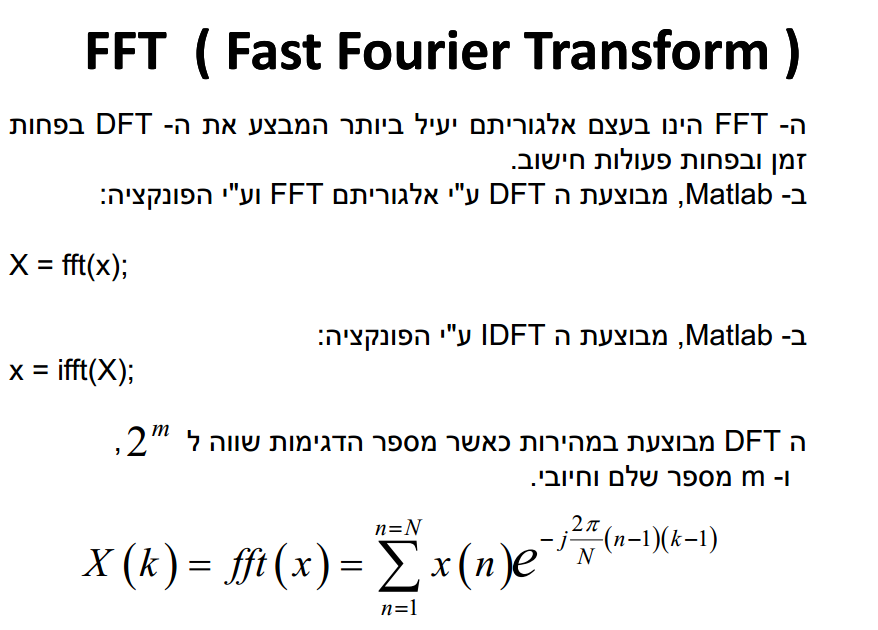 FFT ( Fast Fourier Transform )
ה- FFT הינו בעצם אלגוריתם יעיל ביותר המבצע את ה- DFT בפחות
זמן ובפחות פעולות חישוב.
ב- Matlab, מבוצעת ה DFT ע"י אלגוריתם FFT וע"י הפונקציה:
X = fft(x);
ב- Matlab, מבוצעת ה IDFT ע"י הפונקציה:
x = ifft(X);
ה DFT מבוצעת במהירות כאשר מספר הדגימות שווה ל 2^m,
ו- m מספר שלם וחיובי.
X(k) = fft(x) = \sum_{n=1}^{n=N} x(n)e^{-j\frac{2\pi}{N}(n-1)(k-1)}